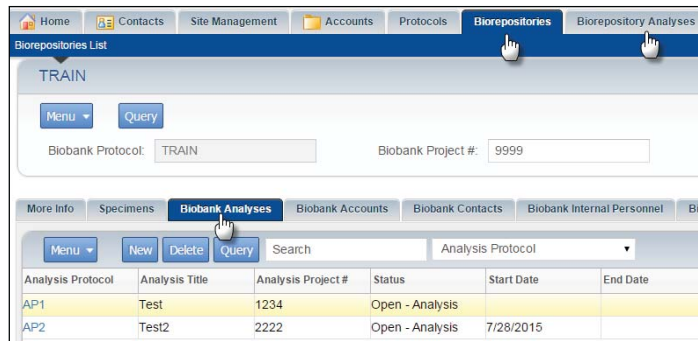 Home Contacts Site Management Accounts Protocols Biorepositories Biorepository Analyses
Biorepositories List
TRAIN
Menu Query
Biobank Protocol: TRAIN Biobank Project #: 9999
More Info Specimens Biobank Analyses Biobank Accounts Biobank Contacts Biobank Internal Personnel
Menu New Delete Query Search Analysis Protocol
Analysis Protocol Analysis Title Analysis Project # Status Start Date End Date
AP1 Test 1234 Open - Analysis
AP2 Test2 2222 Open - Analysis 7/28/2015